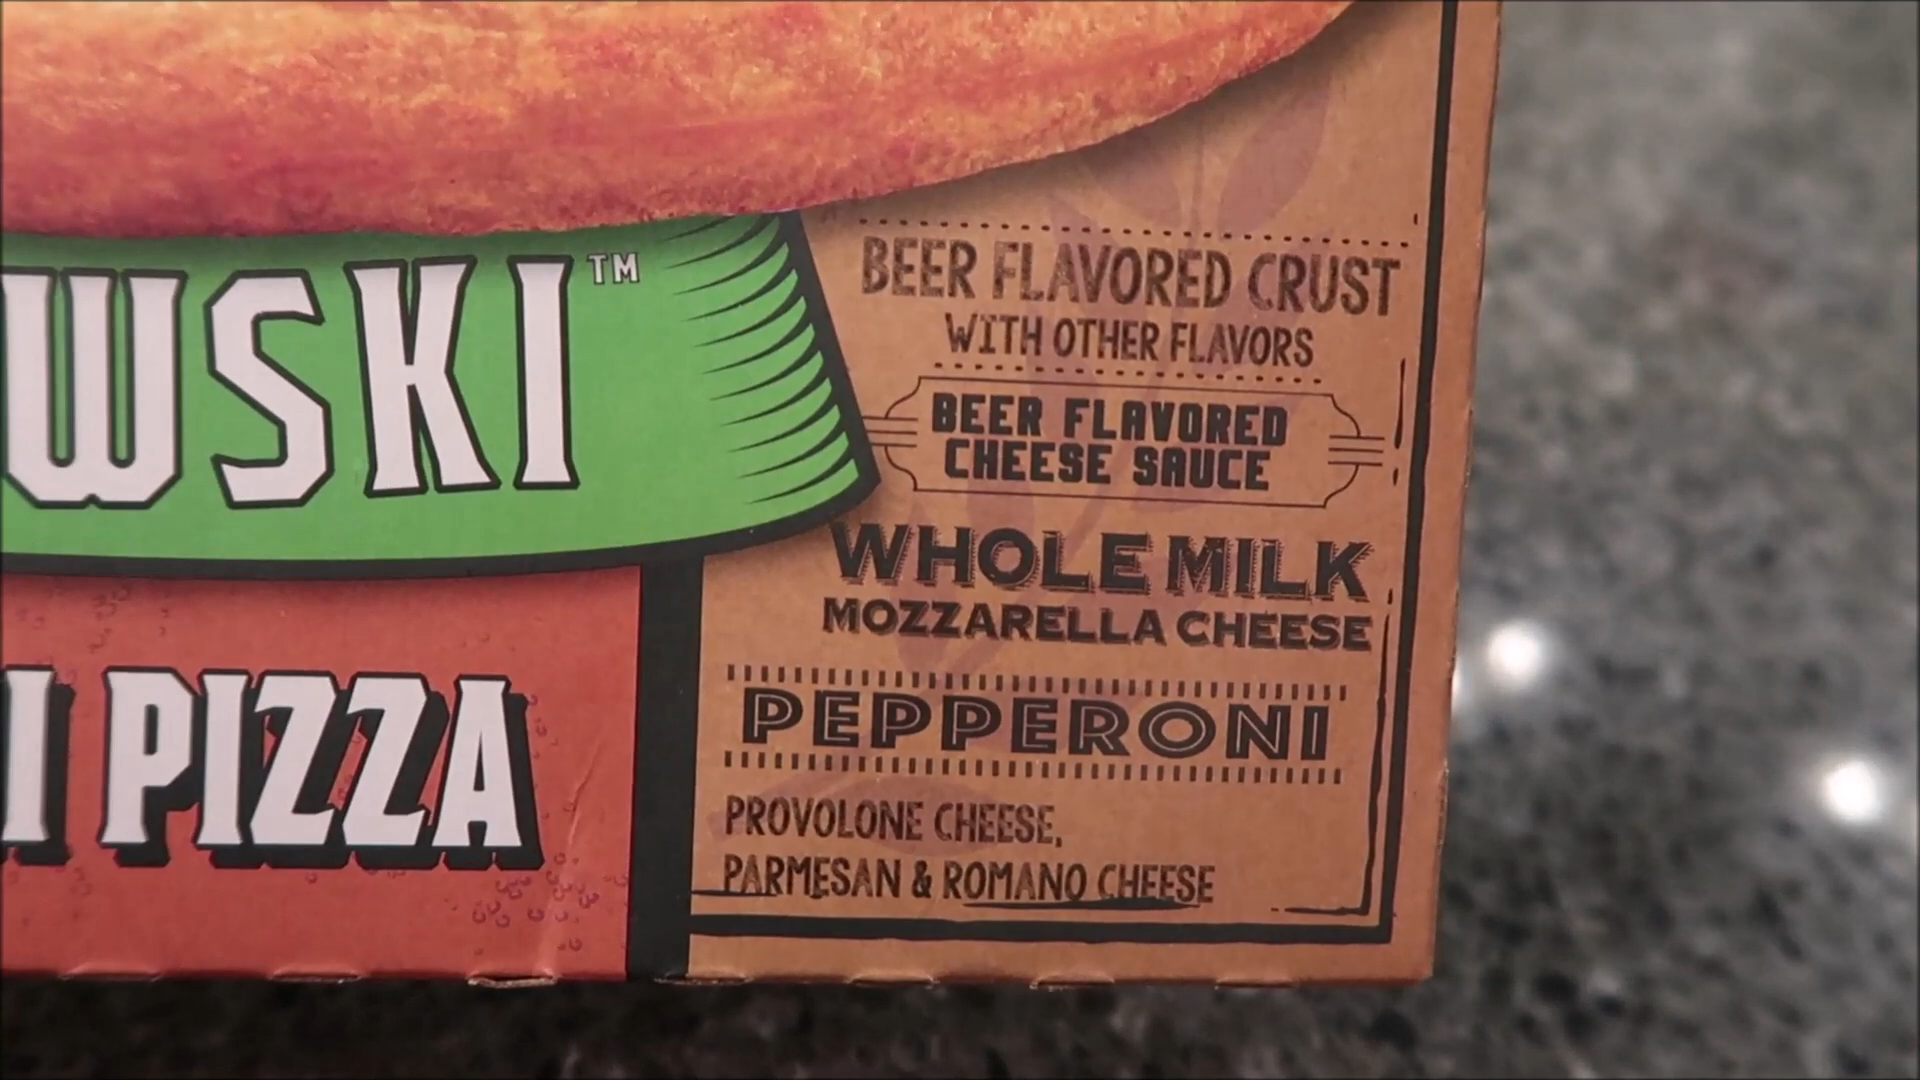 WSKI™
I PIZZA
BEER FLAVORED CRUST
WITH OTHER FLAVORS
BEER FLAVORED
CHEESE SAUCE
WHOLE MILK
MOZZARELLA CHEESE
PEPPERONI
PROVOLONE CHEESE,
PARMESAN & ROMANO CHEESE